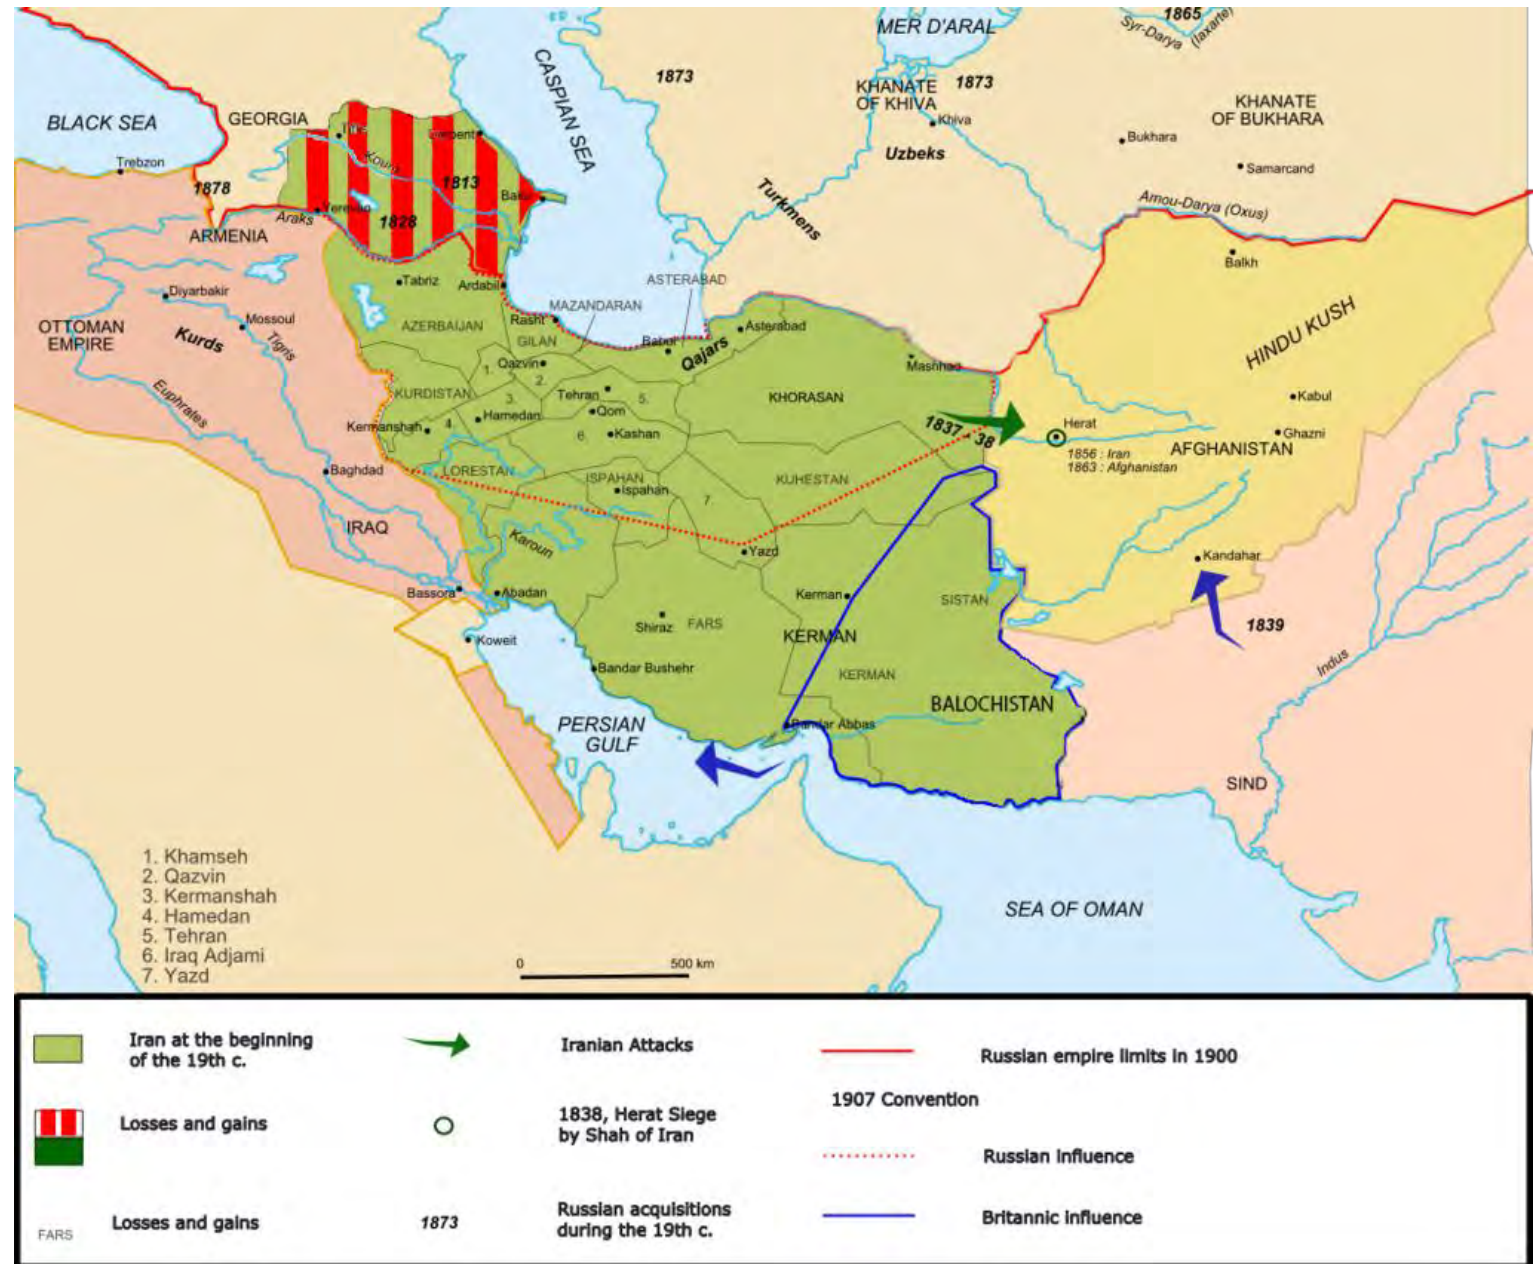 MER D'ARAL
1865
Syr-Darya (Iaxarte)
CASPIAN SEA
1873
KHANATE
OF KHIVA
1873
KHANATE
OF BUKHARA
BLACK SEA
GEORGIA
Derbent
Khiva
Bukhara
Trebzon
Koura
Uzbeks
Samarcand
1878
1813
Baku
Turkmens
Amou-Darya (Oxus)
Araks
Yerevan
1828
ARMENIA
Balkh
Tabriz
Ardabil
ASTERABAD
Diyarbakir
MAZANDARAN
OTTOMAN
EMPIRE
Kurds
Mossoul
Tigris
AZERBAIJAN
Rasht
GILAN
Babol
Qajars
Asterabad
HINDU KUSH
Euphrates
1.
Qazvin
2.
Mashhad
KURDISTAN
3.
Tehran
5.
KHORASAN
Kabul
Kermanshah
4
Hamedan
Qom
6.
Kashan
1837 - 38
Herat
Ghazni
1856 : Iran
1863 : Afghanistan
AFGHANISTAN
Baghdad
LORESTAN
ISPAHAN
Ispahan
7.
KUHESTAN
IRAQ
Karoun
Yazd
Kandahar
Bassora
Abadan
Kerman
SISTAN
Koweit
Shiraz
FARS
KERMAN
1839
Indus
Bandar Bushehr
KERMAN
BALOCHISTAN
PERSIAN
GULF
Bandar Abbas
SIND
SEA OF OMAN
1. Khamseh
2. Qazvin
3. Kermanshah
4. Hamedan
5. Tehran
6. Iraq Adjami
7. Yazd
0 500 km
Iran at the beginning
of the 19th c.
Losses and gains
FARS Losses and gains
Iranian Attacks
1838, Herat Siege
by Shah of Iran
1873 Russian acquisitions
during the 19th c.
Russian empire limits in 1900
1907 Convention
Russian influence
Britannic influence